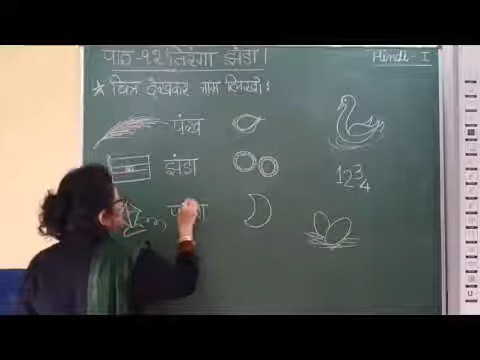 पाठ -१२ तिरंगा झंडा।
Hindi - I
* चित्र देखकर नाम लिखो:
पंख
झंडा
1234